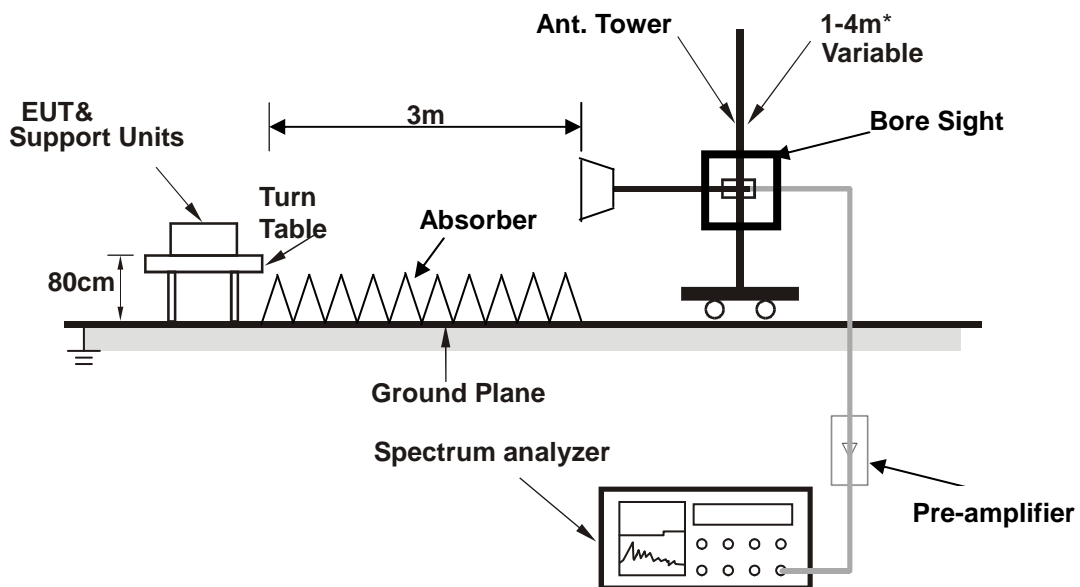 Ant. Tower
1-4m*
Variable
EUT&
Support Units
3m
Bore Sight
Turn
Table
Absorber
80cm
Ground Plane
Spectrum analyzer
Pre-amplifier